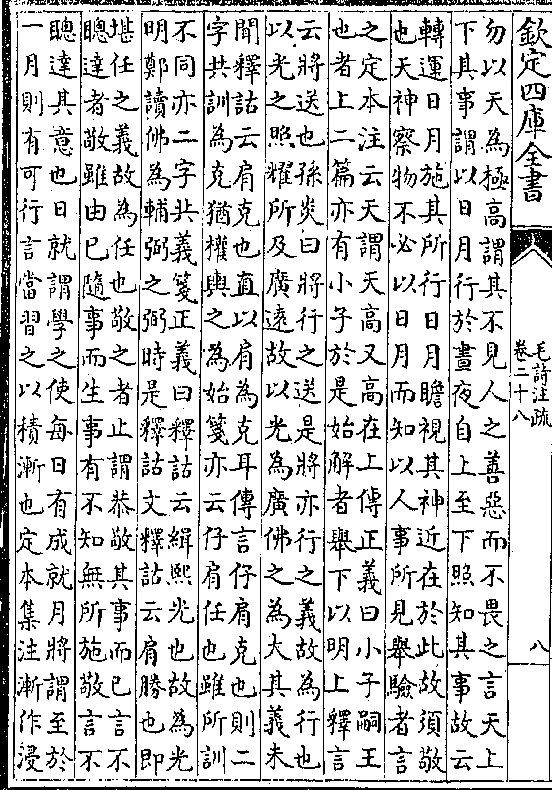 欽定四庫全書
毛詩注疏
卷二十八
八
勿以天為極高謂其不見人之善惡而不畏之言天上
下其事謂以日月行於晝夜自上至下照知其事故云
轉運日月施其所行日月瞻視其神近在於此故須敬
也天神察物不必以日月而知以人事所見舉驗者言
之定本注云天謂天高又高在上傳正義曰小子嗣王
也者上二篇亦有小子於是始解者舉下以明上釋言
云將送也孫炎曰將行之送是將亦行之義故為行也
以光之照耀所及廣遠故以光為廣佛之為大其義未
聞釋詁云肩克也直以肩為克耳傳言仔肩克也則二
字共訓為克猶權輿之為始箋亦云仔肩任也雖所訓
不同亦二字共義箋正義曰釋詁云緝熙光也故為光
明鄭讀佛為輔弼之弼時是釋詁文釋詁云肩勝也即
堪任之義故為任也敬之者止謂恭敬其事而已言不
聰達者敬雖由已隨事而生事有不知無所施敬言不
聰達其意也日就謂學之使每日有成就月將謂至於
一月則有可行言當習之以積漸也定本集注漸作浸